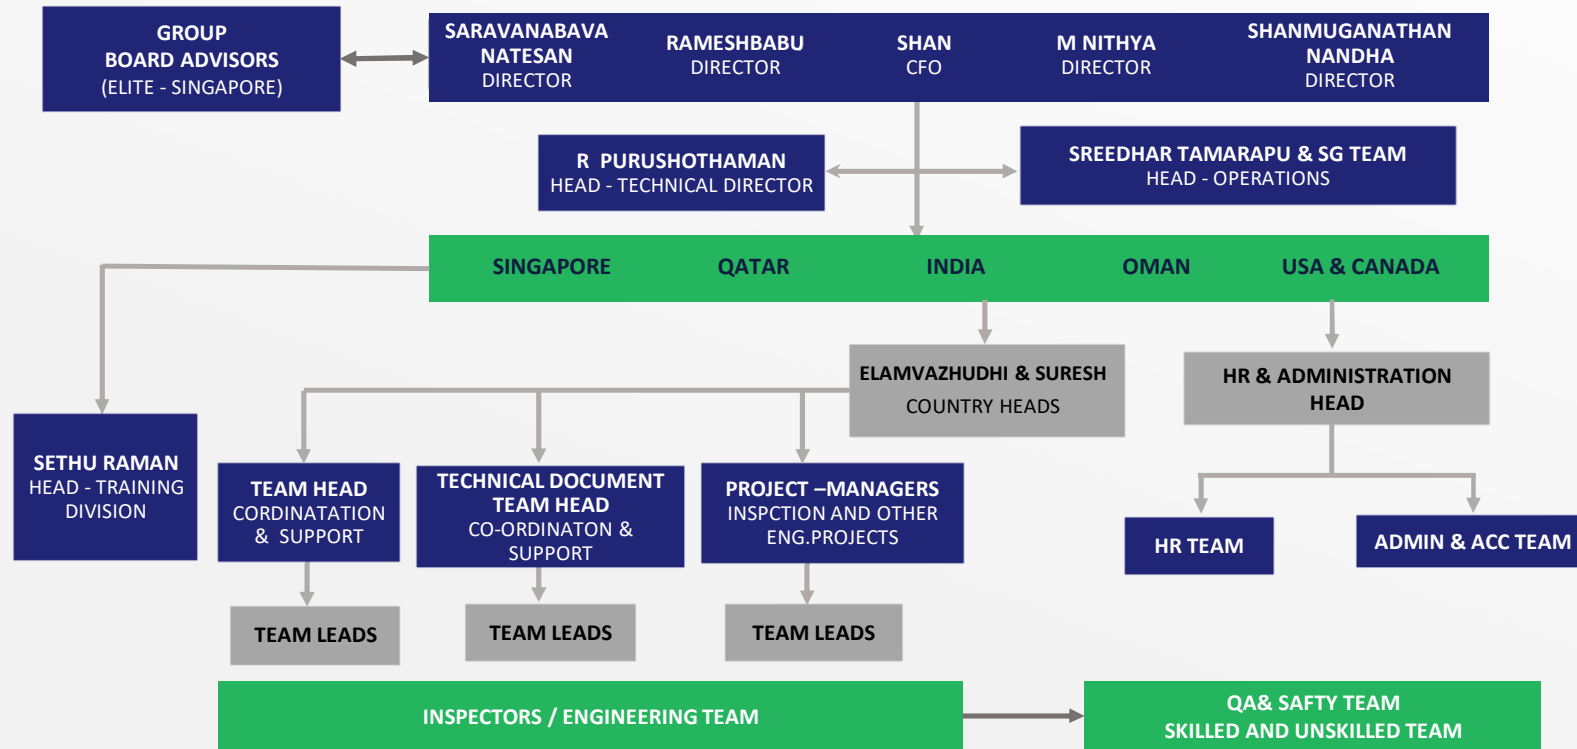 GROUP
BOARD ADVISORS
(ELITE - SINGAPORE)
SARAVANABAVA
NATESAN
DIRECTOR
RAMESHBABU
DIRECTOR
SHAN
CFO
M NITHYA
DIRECTOR
SHANMUGANATHAN
NANDHA
DIRECTOR
R PURUSHOTHAMAN
HEAD - TECHNICAL DIRECTOR
SREEDHAR TAMARAPU & SG TEAM
HEAD - OPERATIONS
SINGAPORE QATAR INDIA OMAN USA & CANADA
ELAMVAZHUDHI & SURESH
COUNTRY HEADS
HR & ADMINISTRATION
HEAD
SETHU RAMAN
HEAD - TRAINING
DIVISION
TEAM HEAD
CORDINATATION
& SUPPORT
TECHNICAL DOCUMENT
TEAM HEAD
CO-ORDINATON &
SUPPORT
PROJECT –MANAGERS
INSPCTION AND OTHER
ENG.PROJECTS
HR TEAM
ADMIN & ACC TEAM
TEAM LEADS
TEAM LEADS
TEAM LEADS
INSPECTORS / ENGINEERING TEAM
QA& SAFTY TEAM
SKILLED AND UNSKILLED TEAM